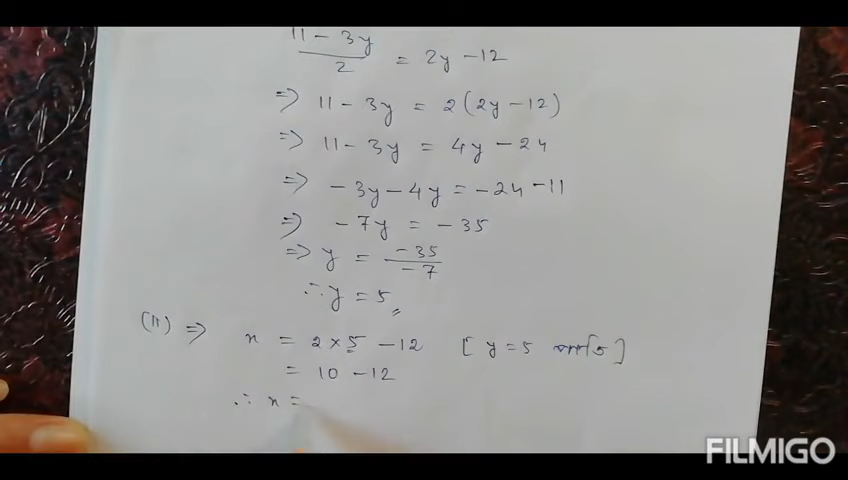 11 - 3y / 2 = 2y - 12
=> 11 - 3y = 2(2y - 12)
=> 11 - 3y = 4y - 24
=> -3y - 4y = -24 - 11
=> -7y = -35
=> y = -35 / -7
∴ y = 5
(II) => x = 2 × 5 - 12 [ y = 5 ]
= 10 - 12
∴ x =
FILMIGO